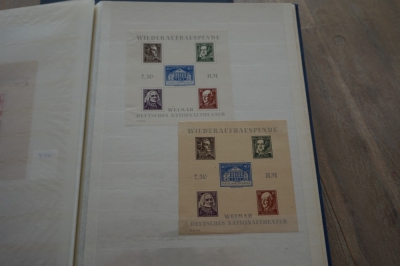 WIEDERAUFBAUSPENDE
7.50 RM
WEIMAR
DEUTSCHES NATIONALTHEATER
WIEDERAUFBAUSPENDE
7.50 RM
WEIMAR
DEUTSCHES NATIONALTHEATER